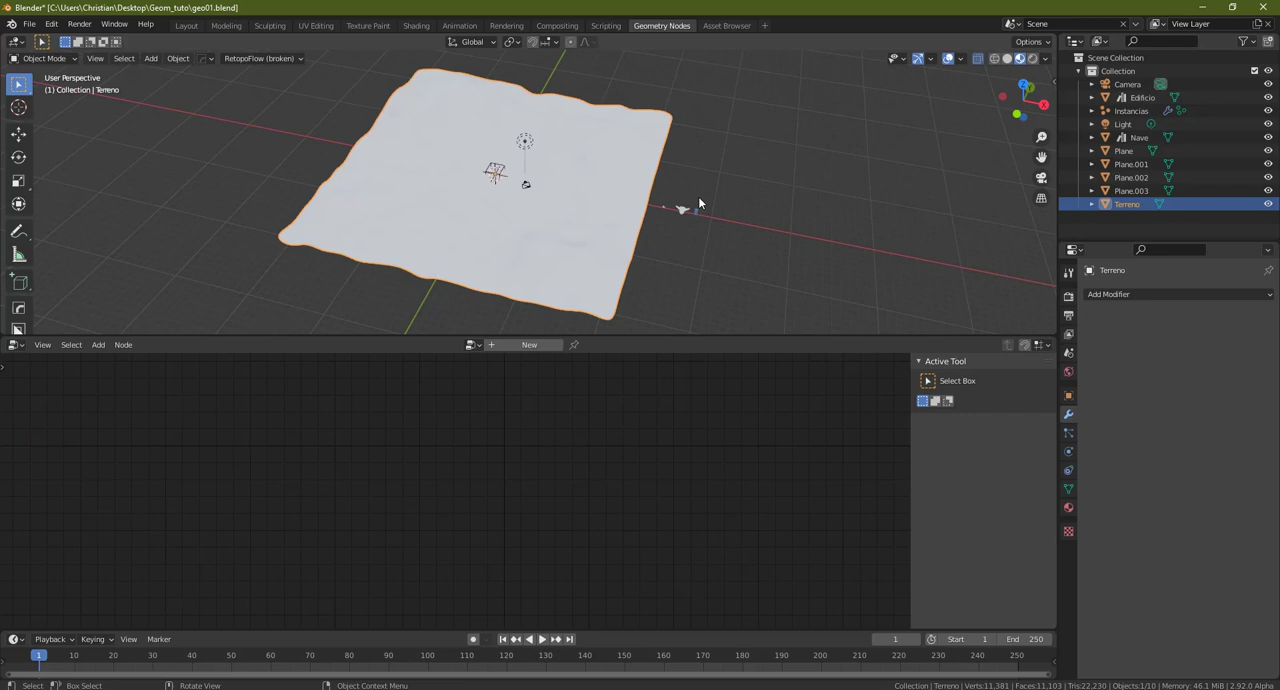 Blender* [C:\Users\Christian\Desktop\Geom_tuto\geo01.blend]
File Edit Render Window Help Layout Modeling Sculpting UV Editing Texture Paint Shading Animation Rendering Compositing Scripting Geometry Nodes Asset Browser + Scene View Layer
Global Options
Object Mode View Select Add Object RetopoFlow (broken)
User Perspective
(1) Collection | Terreno
Z
Y
X
Scene Collection
Collection
Camera
Edificio
Instancias
Light
Nave
Plane
Plane.001
Plane.002
Plane.003
Terreno
Terreno
Add Modifier
View Select Add Node + New
Active Tool
Select Box
Playback Keying View Marker 1 Start 1 End 250
1 10 20 30 40 50 60 70 80 90 100 110 120 130 140 150 160 170 180 190 200 210 220 230 240 250
Select Box Select Rotate View Object Context Menu Collection | Terreno | Verts:11,381 | Faces:11,103 | Tris:22,230 | Objects:1/10 | Memory: 46.1 MiB | 2.92.0 Alpha